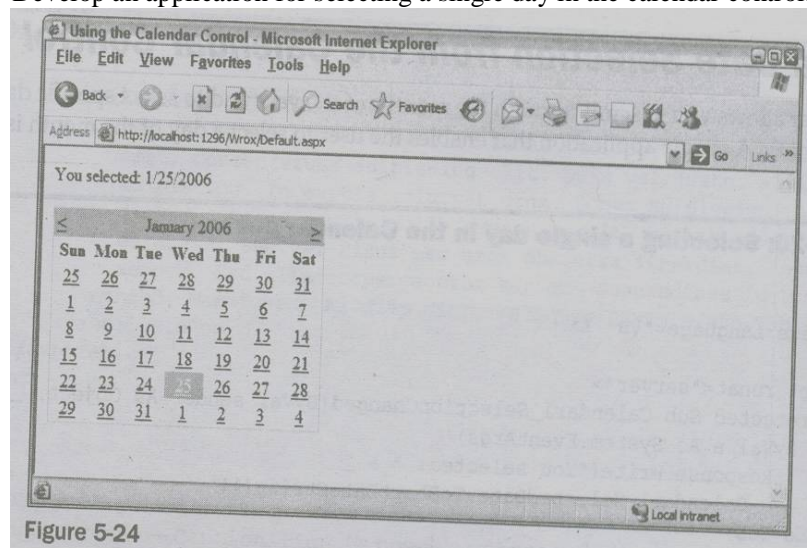 Develop an application for selecting a single day in the calendar control
Using the Calendar Control - Microsoft Internet Explorer
File Edit View Favorites Tools Help
Back Search Favorites
Address http://localhost:1296/Wrox/Default.aspx Go Links »
You selected: 1/25/2006
< January 2006 >
Sun Mon Tue Wed Thu Fri Sat
25 26 27 28 29 30 31
1 2 3 4 5 6 7
8 9 10 11 12 13 14
15 16 17 18 19 20 21
22 23 24 25 26 27 28
29 30 31 1 2 3 4
Local intranet
Figure 5-24